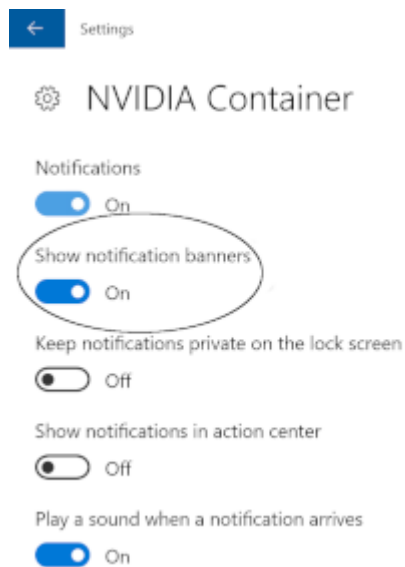 Settings
NVIDIA Container
Notifications
On
Show notification banners
On
Keep notifications private on the lock screen
Off
Show notifications in action center
Off
Play a sound when a notification arrives
On